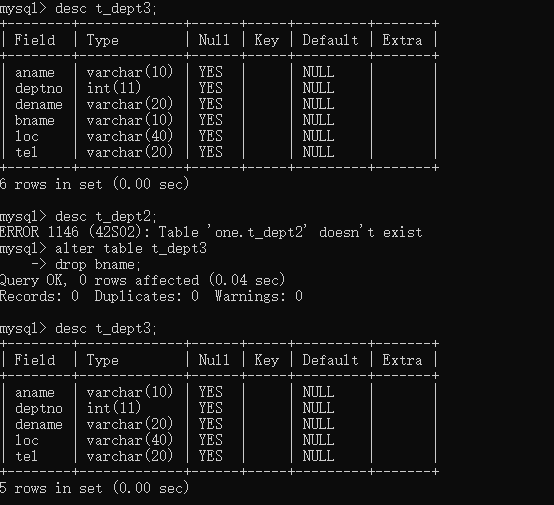 mysql> desc t_dept3;
+--------+-------------+------+-----+---------+-------+
| Field  | Type        | Null | Key | Default | Extra |
+--------+-------------+------+-----+---------+-------+
| aname  | varchar(10) | YES  |     | NULL    |       |
| deptno | int(11)     | YES  |     | NULL    |       |
| dename | varchar(20) | YES  |     | NULL    |       |
| bname  | varchar(10) | YES  |     | NULL    |       |
| loc    | varchar(40) | YES  |     | NULL    |       |
| tel    | varchar(20) | YES  |     | NULL    |       |
+--------+-------------+------+-----+---------+-------+
6 rows in set (0.00 sec)

mysql> desc t_dept2;
ERROR 1146 (42S02): Table 'one.t_dept2' doesn't exist
mysql> alter table t_dept3
    -> drop bname;
Query OK, 0 rows affected (0.04 sec)
Records: 0  Duplicates: 0  Warnings: 0

mysql> desc t_dept3;
+--------+-------------+------+-----+---------+-------+
| Field  | Type        | Null | Key | Default | Extra |
+--------+-------------+------+-----+---------+-------+
| aname  | varchar(10) | YES  |     | NULL    |       |
| deptno | int(11)     | YES  |     | NULL    |       |
| dename | varchar(20) | YES  |     | NULL    |       |
| loc    | varchar(40) | YES  |     | NULL    |       |
| tel    | varchar(20) | YES  |     | NULL    |       |
+--------+-------------+------+-----+---------+-------+
5 rows in set (0.00 sec)